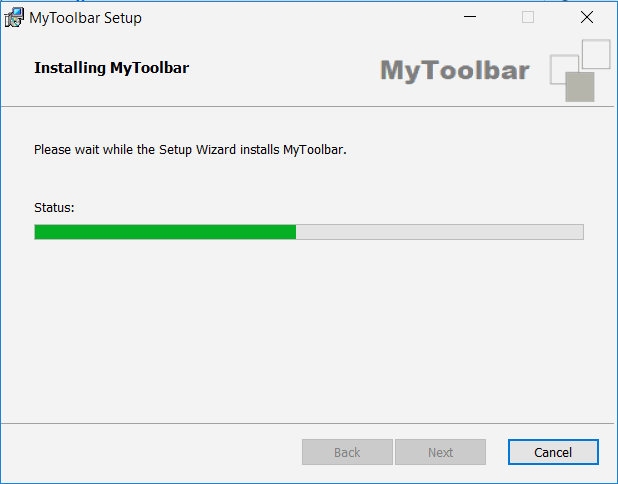 MyToolbar Setup
Installing MyToolbar
MyToolbar
Please wait while the Setup Wizard installs MyToolbar.
Status:
Back
Next
Cancel